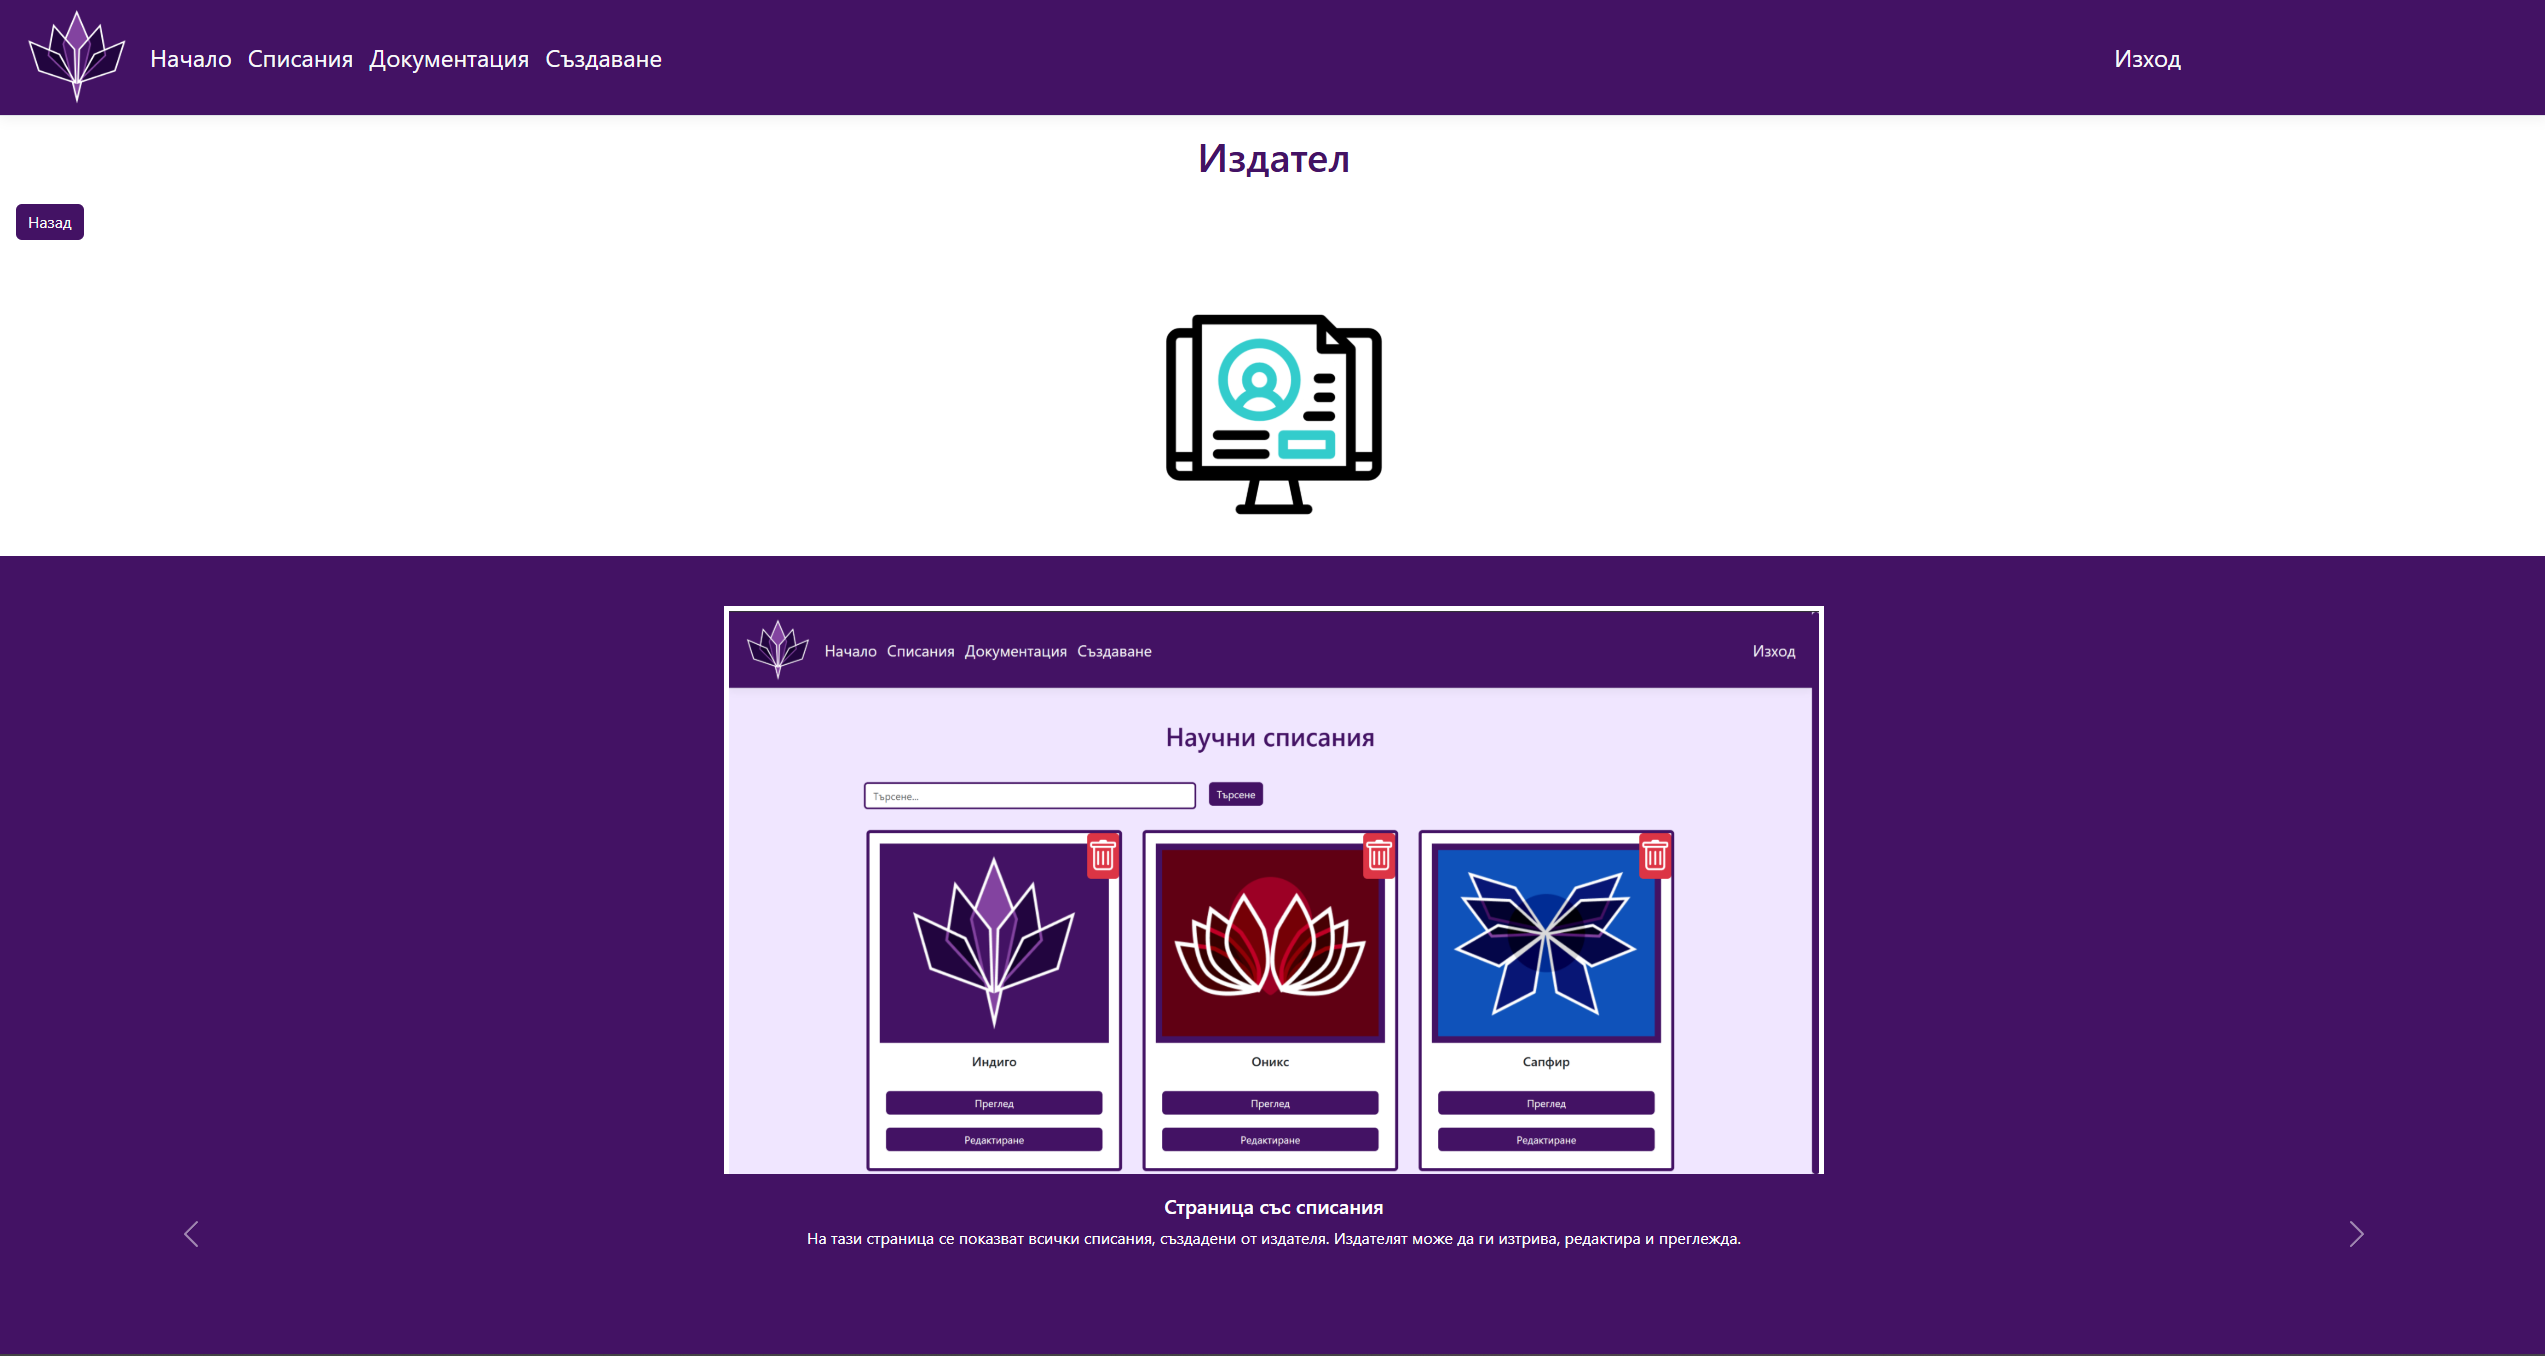 Начало Списания Документация Създаване Изход
Издател
Назад
Начало Списания Документация Създаване Изход
Научни списания
Търсене... Търсене
Индиго Оникс Сапфир
Преглед Преглед Преглед
Редактиране Редактиране Редактиране
Страница със списания
На тази страница се показват всички списания, създадени от издателя. Издателят може да ги изтрива, редактира и преглежда.